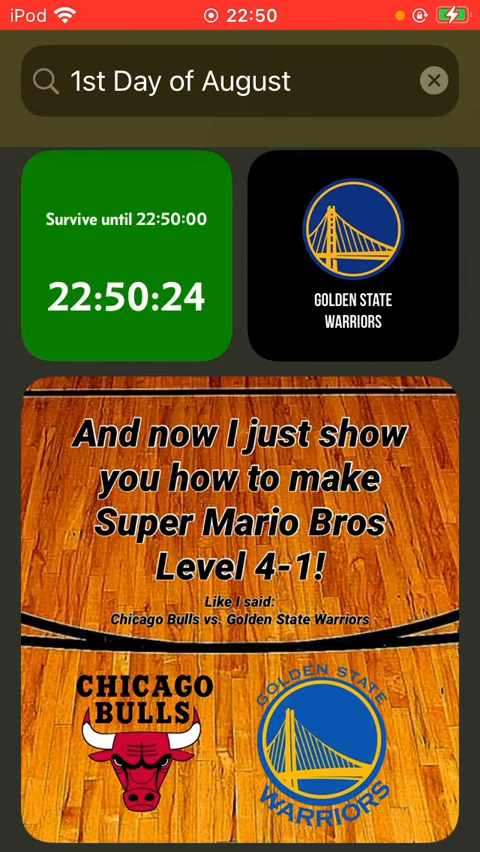 iPod 22:50
1st Day of August
Survive until 22:50:00
22:50:24
GOLDEN STATE
WARRIORS
And now I just show
you how to make
Super Mario Bros
Level 4-1!
Like I said:
Chicago Bulls vs. Golden State Warriors
CHICAGO
BULLS
GOLDEN STATE
WARRIORS